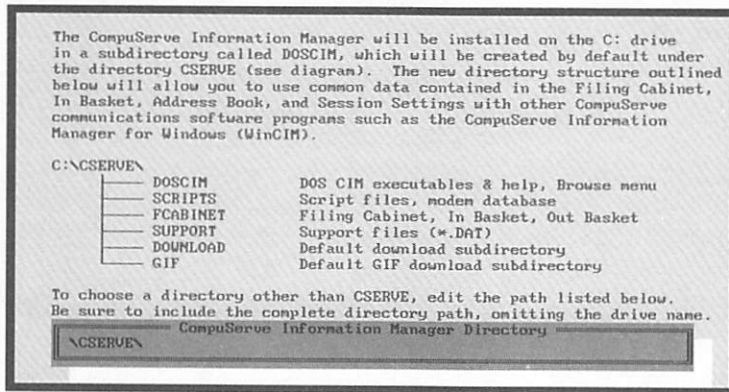 The CompuServe Information Manager will be installed on the C: drive
in a subdirectory called DOSCIM, which will be created by default under
the directory CSERVE (see diagram). The new directory structure outlined
below will allow you to use common data contained in the Filing Cabinet,
In Basket, Address Book, and Session Settings with other CompuServe
communications software programs such as the CompuServe Information
Manager for Windows (WinCIM).
C:\CSERVE\
DOSCIM DOS CIM executables & help, Browse menu
SCRIPTS Script files, modem database
FCABINET Filing Cabinet, In Basket, Out Basket
SUPPORT Support files (*.DAT)
DOWNLOAD Default download subdirectory
GIF Default GIF download subdirectory
To choose a directory other than CSERVE, edit the path listed below.
Be sure to include the complete directory path, omitting the drive name.
CompuServe Information Manager Directory
\CSERVE\